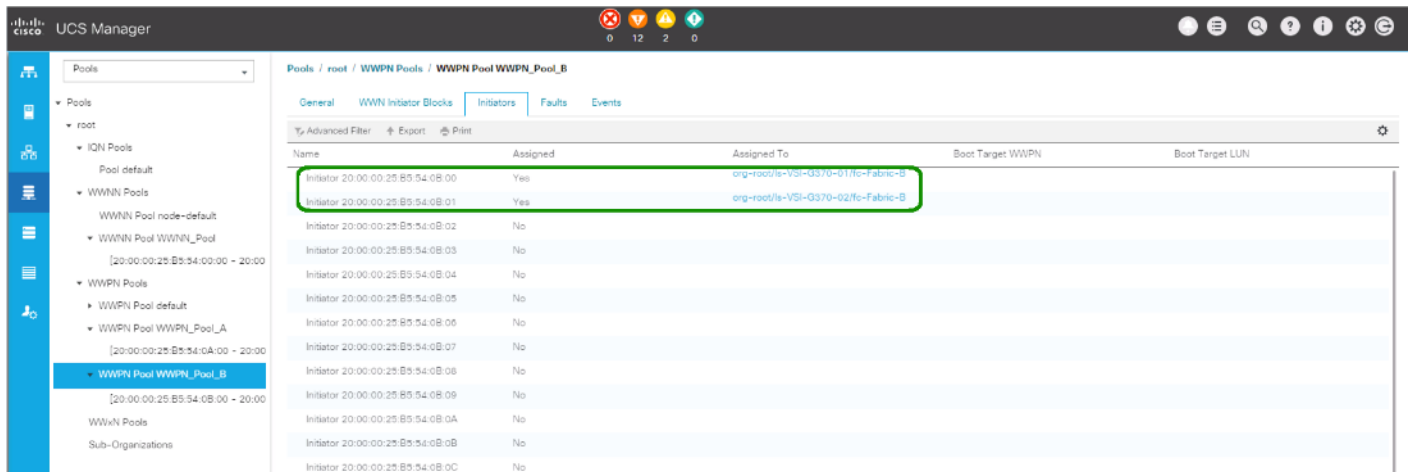 cisco UCS Manager
0 12 2 0
Pools
Pools / root / WWPN Pools / WWPN Pool WWPN_Pool_B
General WWN Initiator Blocks Initiators Faults Events
Advanced Filter Export Print
Name Assigned Assigned To Boot Target WWPN Boot Target LUN
Initiator 20:00:00:25:B5:54:0B:00 Yes org-root/ls-VSI-G370-01/fc-Fabric-B
Initiator 20:00:00:25:B5:54:0B:01 Yes org-root/ls-VSI-G370-02/fc-Fabric-B
Initiator 20:00:00:25:B5:54:0B:02 No
Initiator 20:00:00:25:B5:54:0B:03 No
Initiator 20:00:00:25:B5:54:0B:04 No
Initiator 20:00:00:25:B5:54:0B:05 No
Initiator 20:00:00:25:B5:54:0B:06 No
Initiator 20:00:00:25:B5:54:0B:07 No
Initiator 20:00:00:25:B5:54:0B:08 No
Initiator 20:00:00:25:B5:54:0B:09 No
Initiator 20:00:00:25:B5:54:0B:0A No
Initiator 20:00:00:25:B5:54:0B:0B No
Initiator 20:00:00:25:B5:54:0B:0C No
Pools
root
IQN Pools
Pool default
WWNN Pools
WWNN Pool node-default
WWNN Pool WWNN_Pool
[20:00:00:25:B5:54:00:00 - 20:00
WWPN Pools
WWPN Pool default
WWPN Pool WWPN_Pool_A
[20:00:00:25:B5:54:0A:00 - 20:00
WWPN Pool WWPN_Pool_B
[20:00:00:25:B5:54:0B:00 - 20:00
WWxN Pools
Sub-Organizations